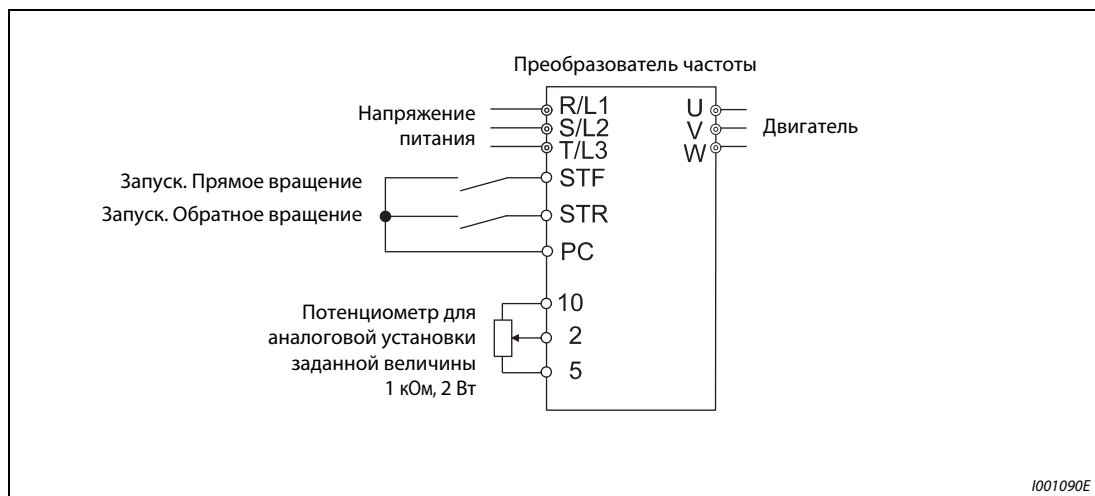 Преобразователь частоты
Напряжение
питания
R/L1
S/L2
T/L3
U
V
W
Двигатель
Запуск. Прямое вращение
STF
Запуск. Обратное вращение
STR
PC
Потенциометр для
аналоговой установки
заданной величины
1 кОм, 2 Вт
10
2
5
I001090E